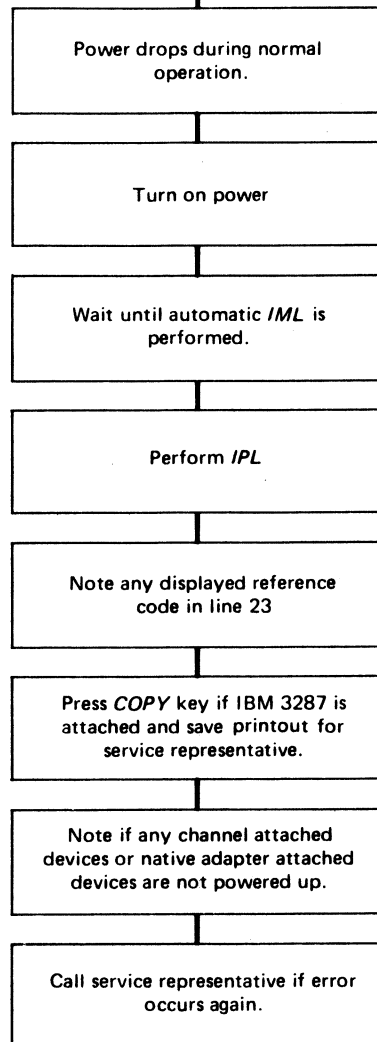 Power drops during normal
operation.
Turn on power
Wait until automatic IML is
performed.
Perform IPL
Note any displayed reference
code in line 23
Press COPY key if IBM 3287 is
attached and save printout for
service representative.
Note if any channel attached
devices or native adapter attached
devices are not powered up.
Call service representative if error
occurs again.